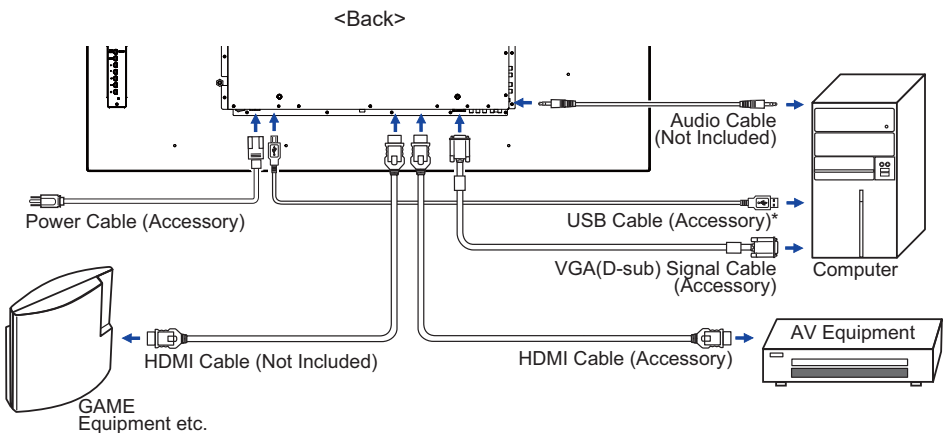 <Back>
Audio Cable
(Not Included)
Power Cable (Accessory)
USB Cable (Accessory)*
VGA(D-sub) Signal Cable
(Accessory)
Computer
HDMI Cable (Not Included)
HDMI Cable (Accessory)
AV Equipment
GAME
Equipment etc.